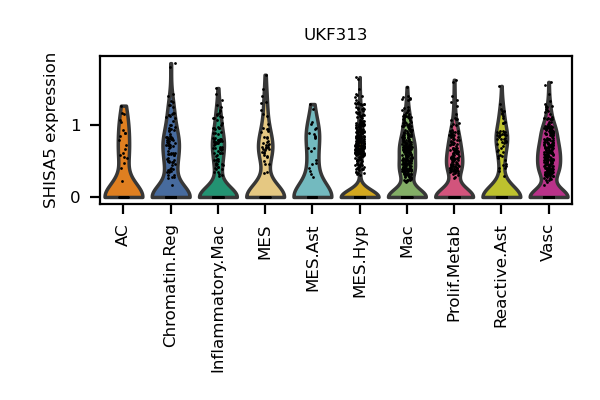 UKF313
SHISA5 expression
1
0
AC
Chromatin.Reg
Inflammatory.Mac
MES
MES.Ast
MES.Hyp
Mac
Prolif.Metab
Reactive.Ast
Vasc